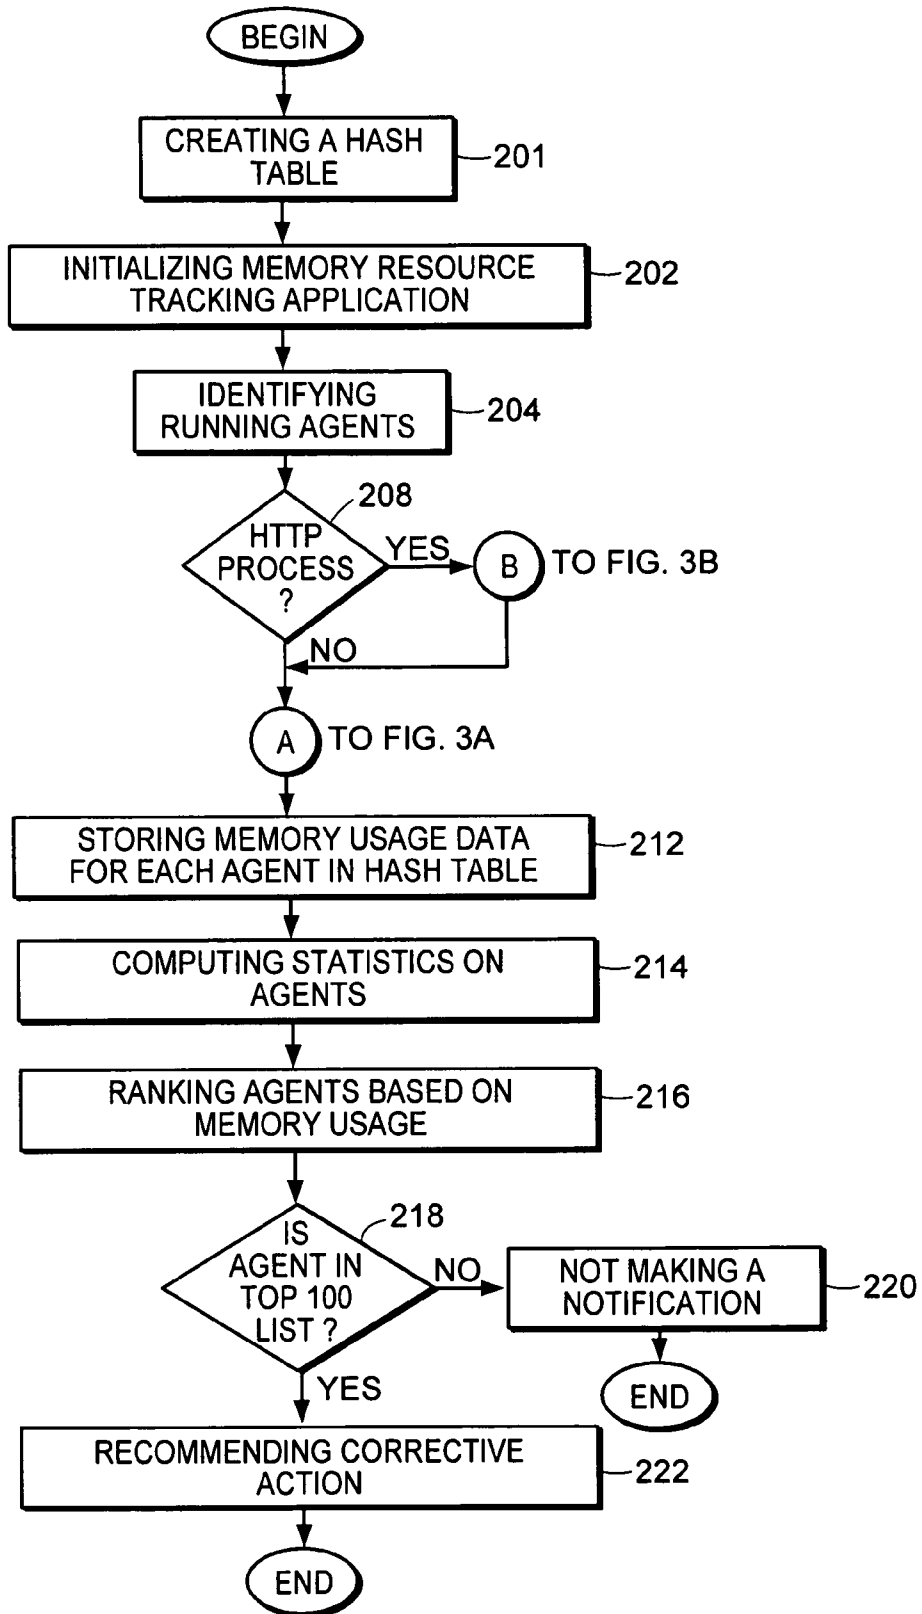 BEGIN
CREATING A HASH
TABLE
201
INITIALIZING MEMORY RESOURCE
TRACKING APPLICATION
202
IDENTIFYING
RUNNING AGENTS
204
208
HTTP
PROCESS
?
YES
B
TO FIG. 3B
NO
A
TO FIG. 3A
STORING MEMORY USAGE DATA
FOR EACH AGENT IN HASH TABLE
212
COMPUTING STATISTICS ON
AGENTS
214
RANKING AGENTS BASED ON
MEMORY USAGE
216
218
IS
AGENT IN
TOP 100
LIST ?
NO
NOT MAKING A
NOTIFICATION
220
END
YES
RECOMMENDING CORRECTIVE
ACTION
222
END